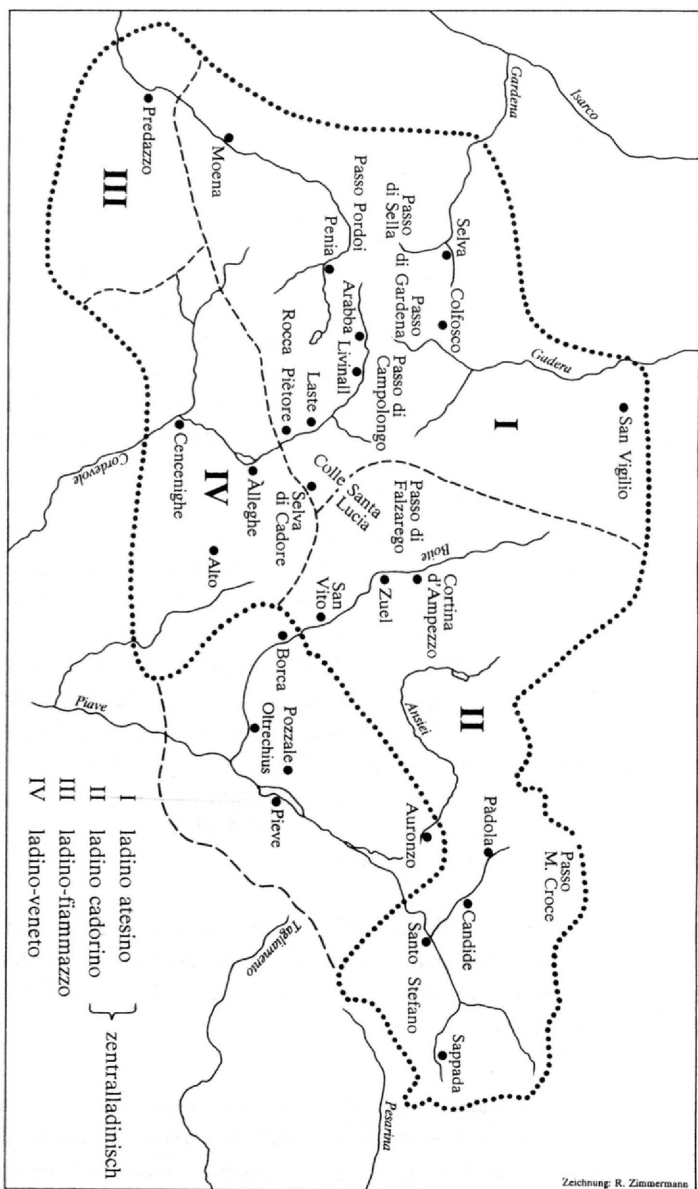 Isarco
Gardena
Gadera
San Vigilio
Selva
Colfosco
I
Passo
di Sella
Passo
di Gardena
Passo di
Campolongo
Passo di
Falzarego
Boite
Cortina
d'Ampezzo
Zuel
II
Passo
M. Croce
Pàdola
Candide
Ansiei
Auronzo
Santo Stefano
Sappada
Passo Pordoi
Penia
Arabba
Livinall
Moena
Predazzo
III
Rocca
Piètore
Laste
Colle Santa
Lucia
Selva
di Cadore
Àlleghe
IV
Cencenighe
Cordevole
Alto
San
Vito
Borca
Pozzale
Oltrechius
Pieve
Piave
Tagliamento
Pesarina
I ladino atesino
II ladino cadorino
zentralladinisch
III ladino-fiammazzo
IV ladino-veneto
Zeichnung: R. Zimmermann